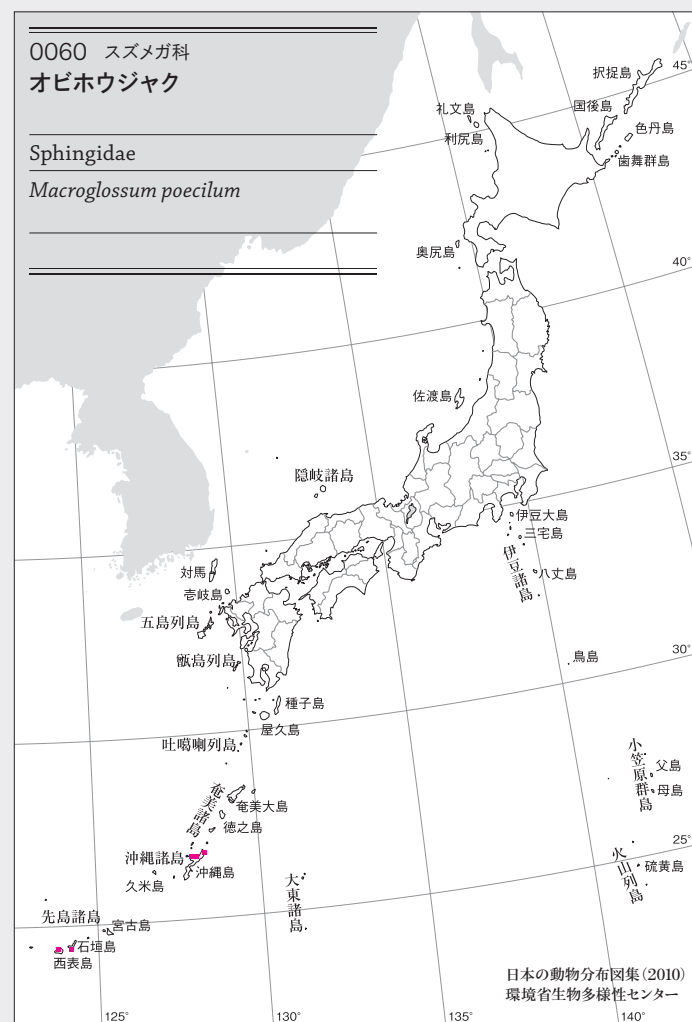 0060 スズメガ科
オビホウジャク
Sphingidae
Macroglossum poecilum
択捉島
45°
礼文島
国後島
利尻島
色丹島
歯舞群島
奥尻島
40°
佐渡島
35°
隠岐諸島
伊豆大島
三宅島
伊豆諸島
八丈島
対馬
壱岐島
五島列島
甑島列島
30°
鳥島
種子島
屋久島
吐噶喇列島
小笠原群島
父島
母島
奄美諸島
奄美大島
徳之島
25°
沖縄諸島
沖縄島
久米島
火山列島
硫黄島
大東諸島
先島諸島
宮古島
石垣島
西表島
日本の動物分布図集(2010)
環境省生物多様性センター
125°
130°
135°
140°